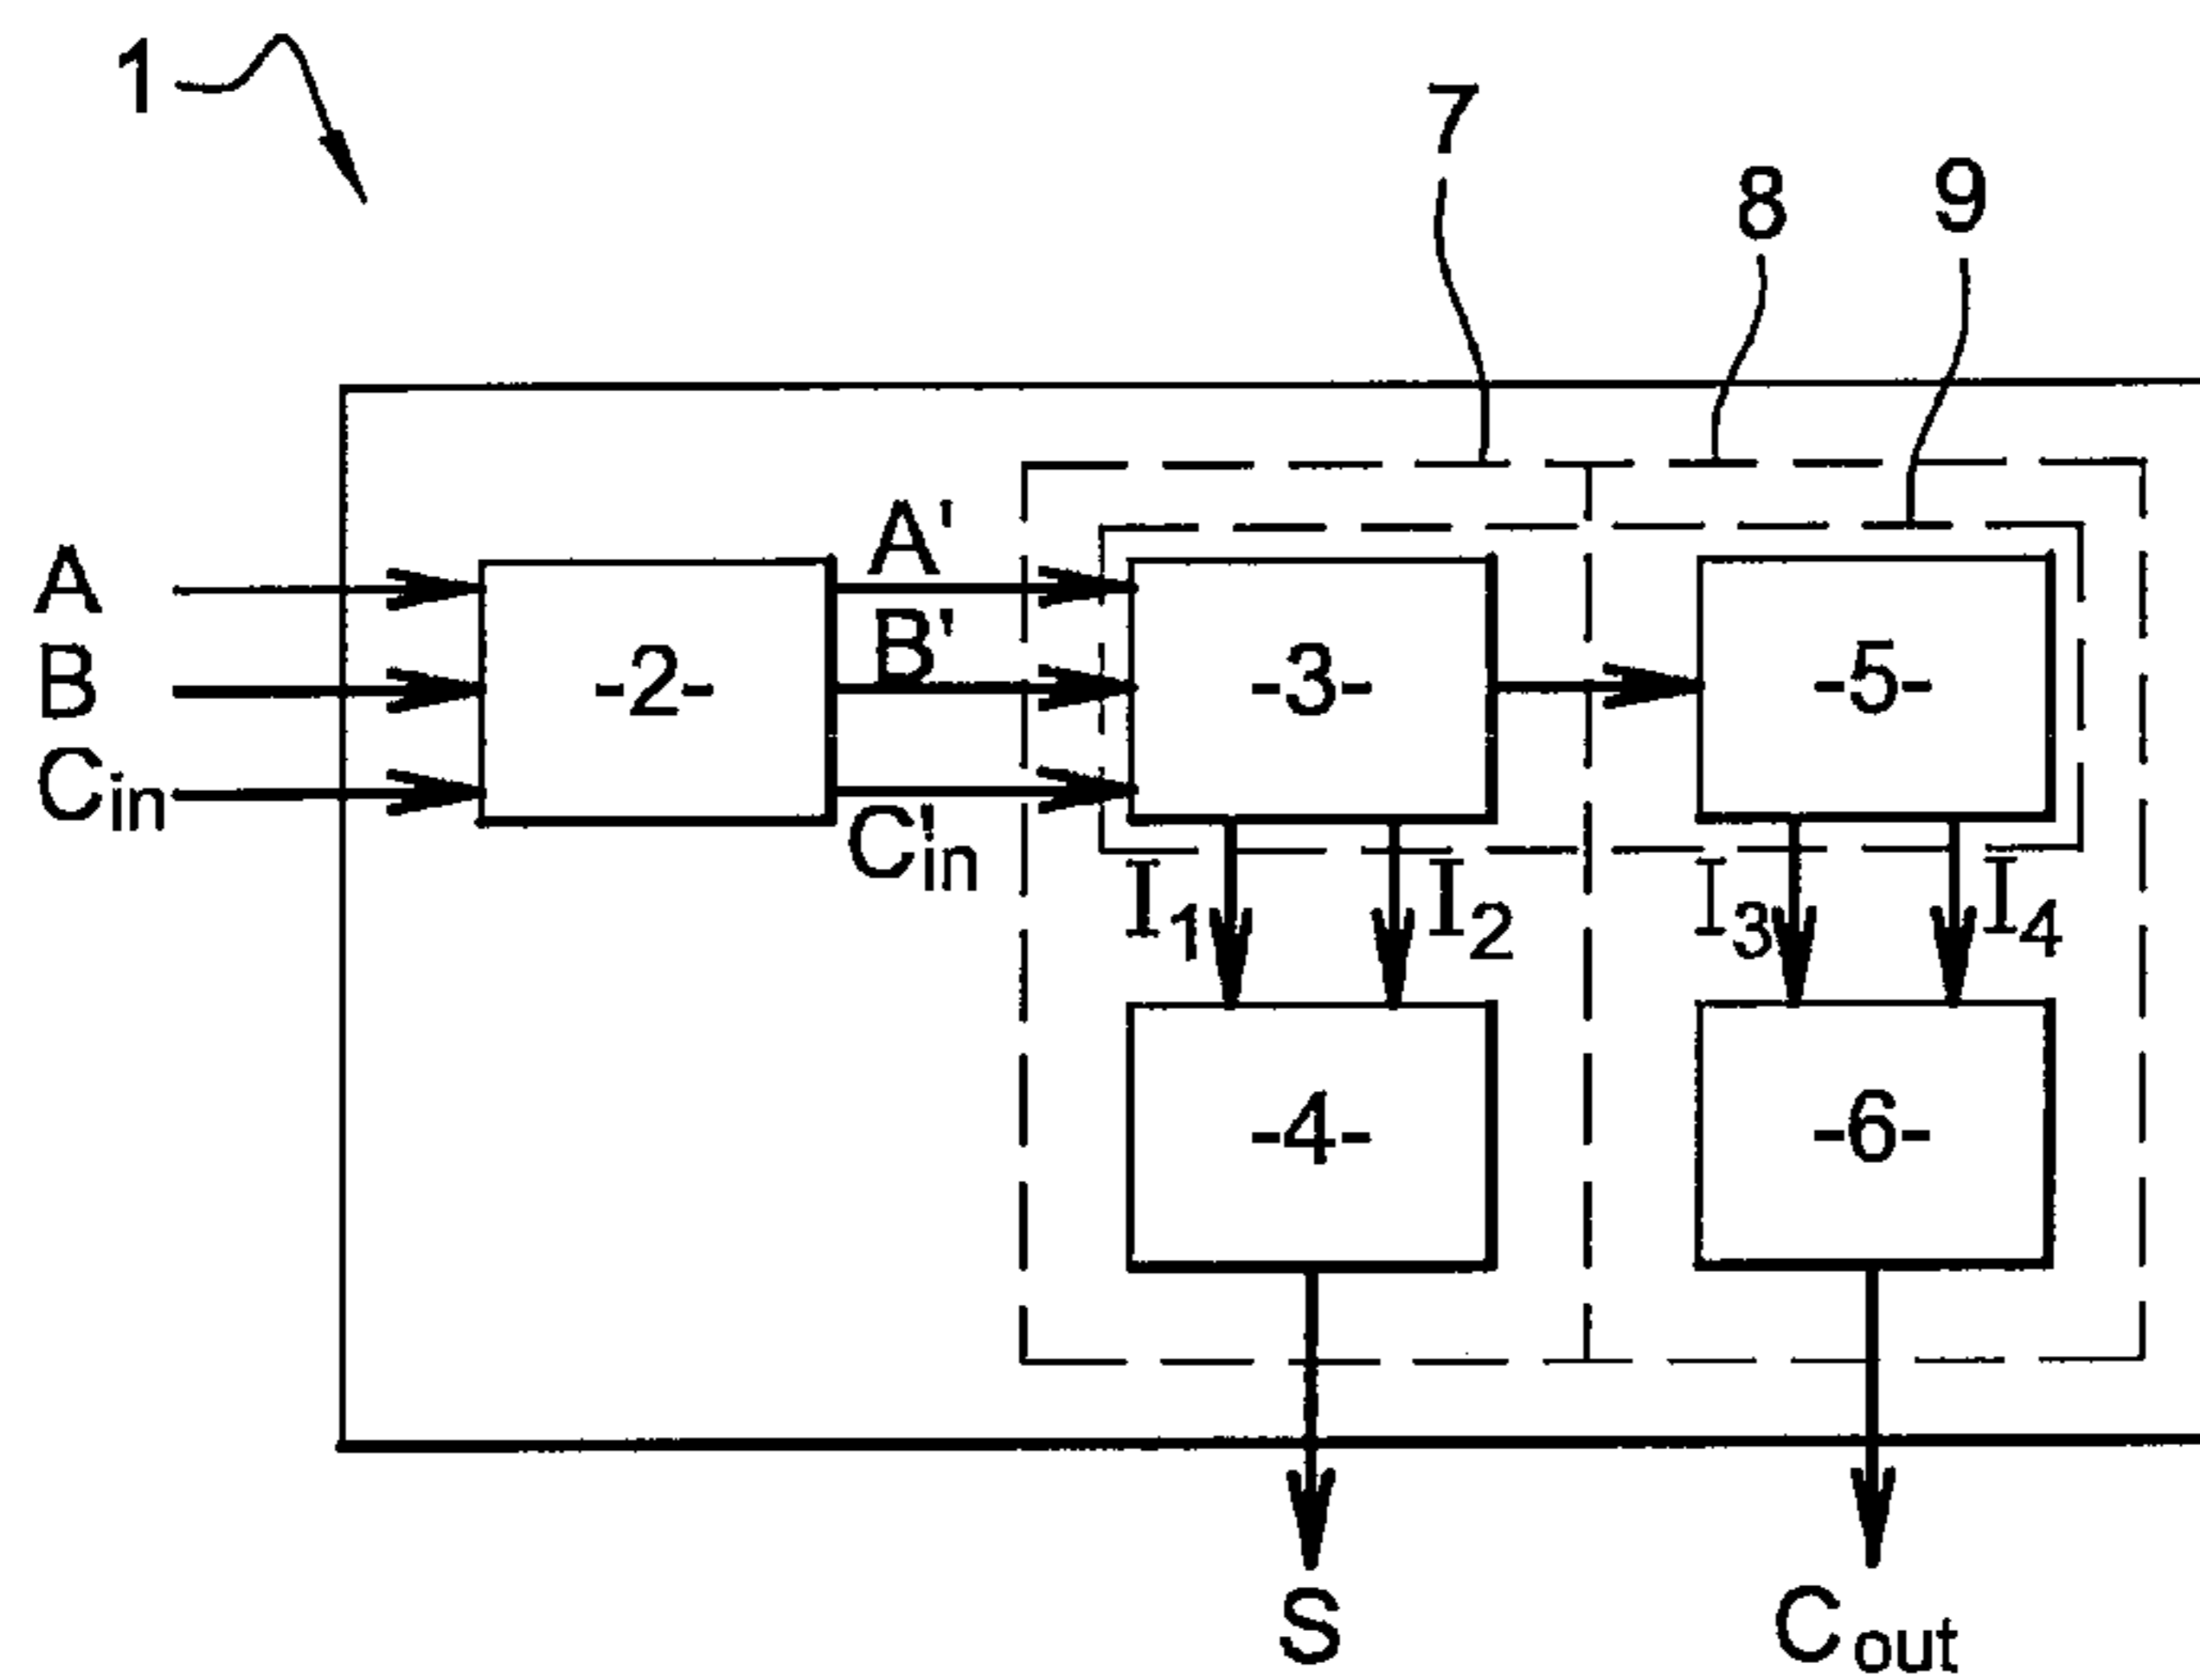 1
7
8
9
A'
A
B'
B
-2-
-3-
-5-
Cin
C'in
I1
I2
I3
I4
-4-
-6-
S
Cout